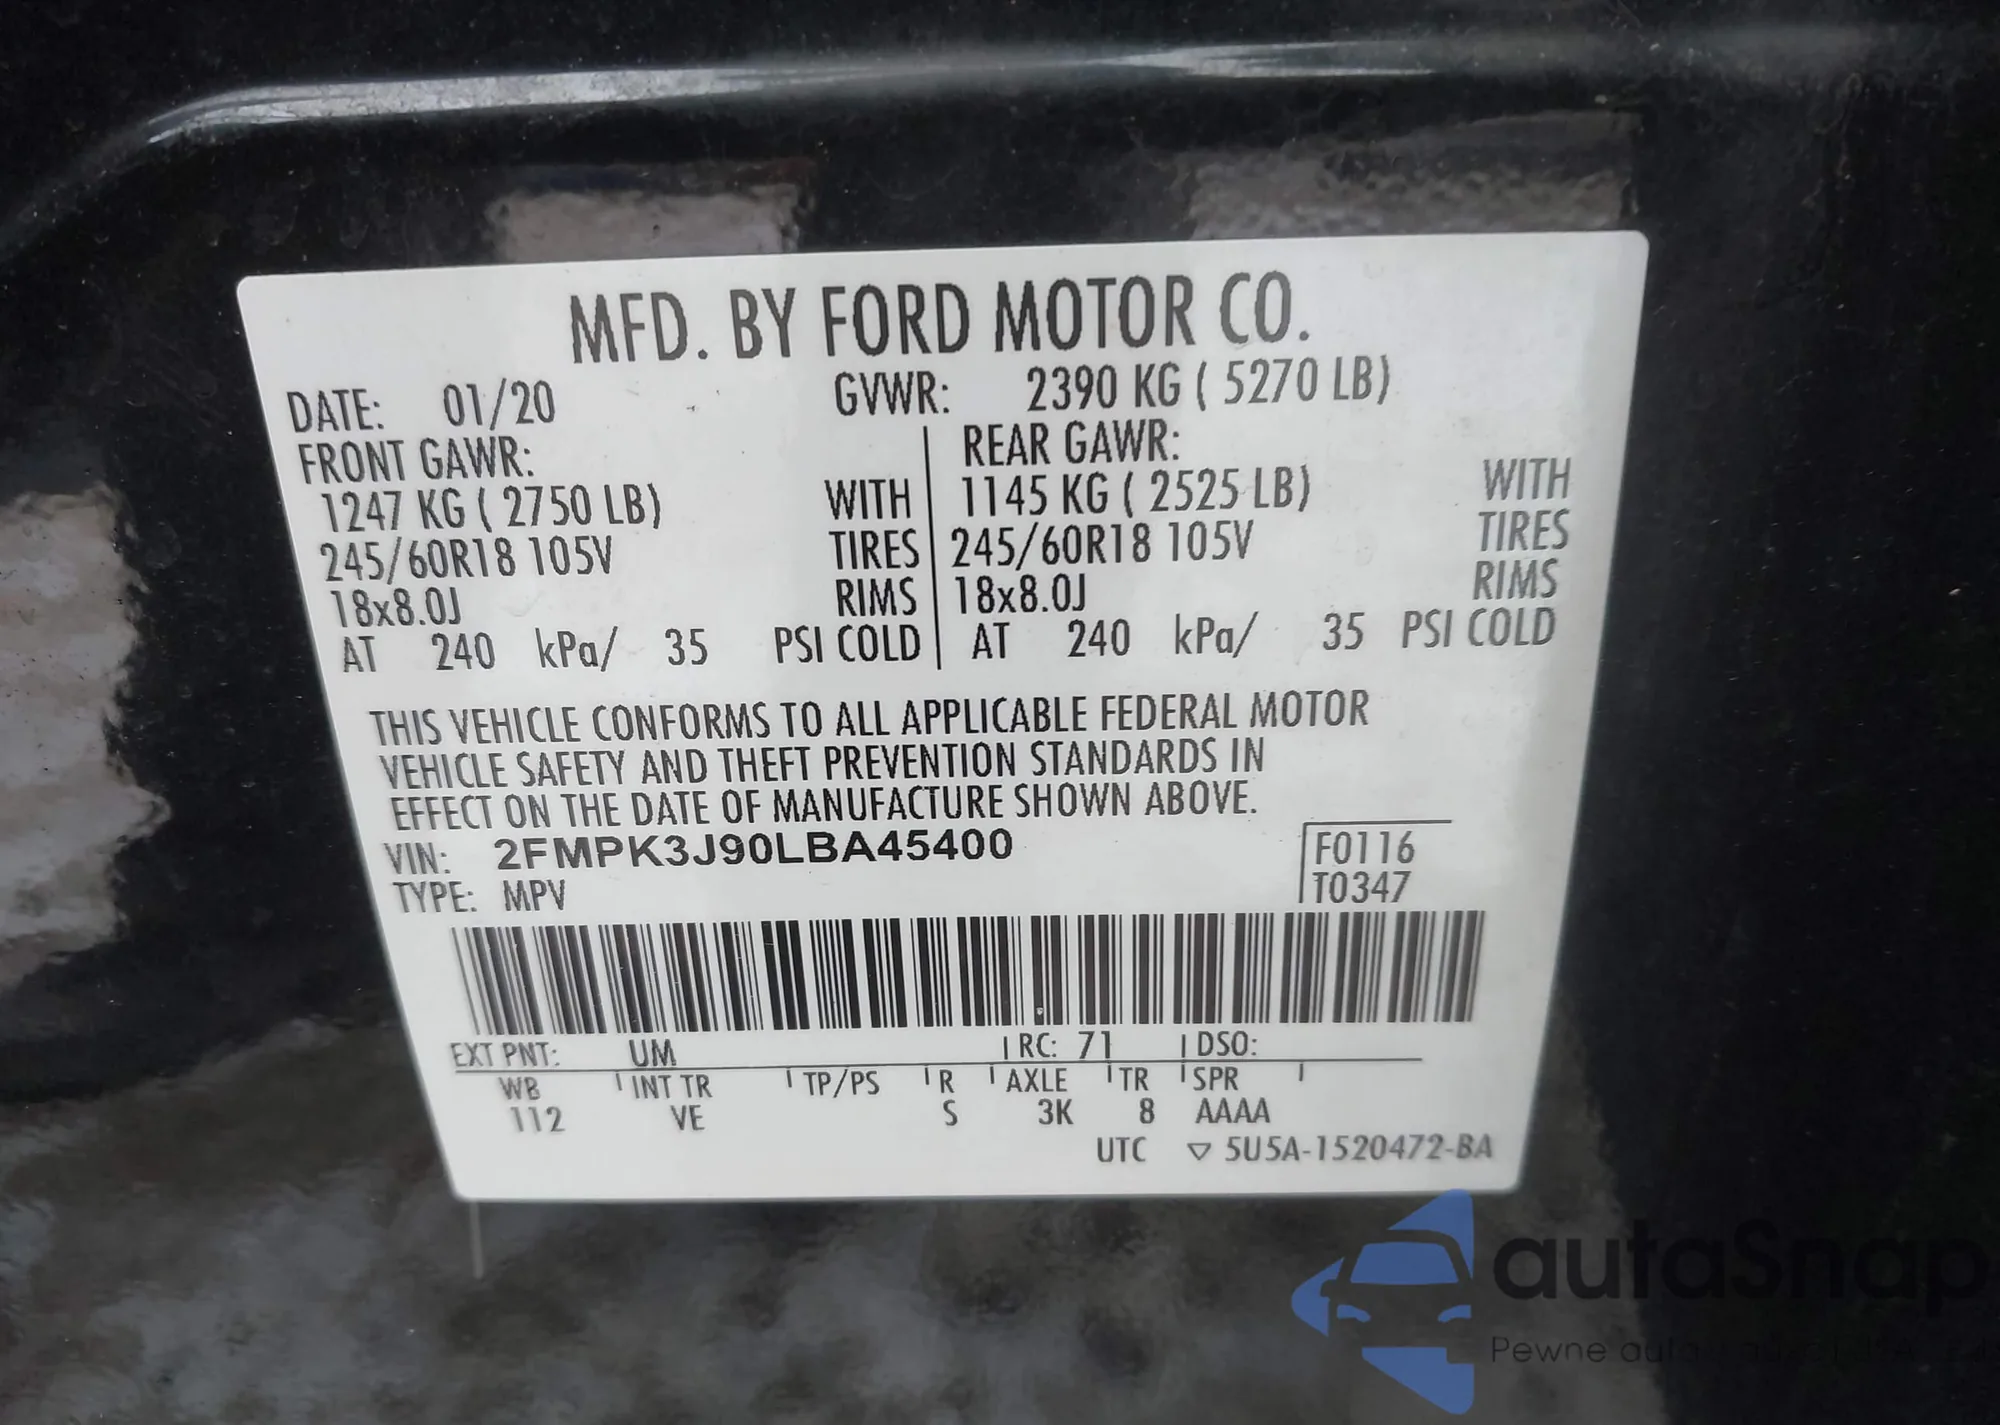 MFD. BY FORD MOTOR CO.
DATE: 01/20 GVWR: 2390 KG ( 5270 LB)
FRONT GAWR: REAR GAWR:
1247 KG ( 2750 LB) WITH 1145 KG ( 2525 LB) WITH
245/60R18 105V TIRES 245/60R18 105V TIRES
18x8.0J RIMS 18x8.0J RIMS
AT 240 kPa/ 35 PSI COLD AT 240 kPa/ 35 PSI COLD
THIS VEHICLE CONFORMS TO ALL APPLICABLE FEDERAL MOTOR
VEHICLE SAFETY AND THEFT PREVENTION STANDARDS IN
EFFECT ON THE DATE OF MANUFACTURE SHOWN ABOVE.
VIN: 2FMPK3J90LBA45400 F0116
TYPE: MPV T0347
EXT PNT: UM RC: 71 DSO:
WB INT TR TP/PS R AXLE TR SPR
112 VE S 3K 8 AAAA
UTC ▽ 5U5A-1520472-BA
autaSnap
Pewne auta